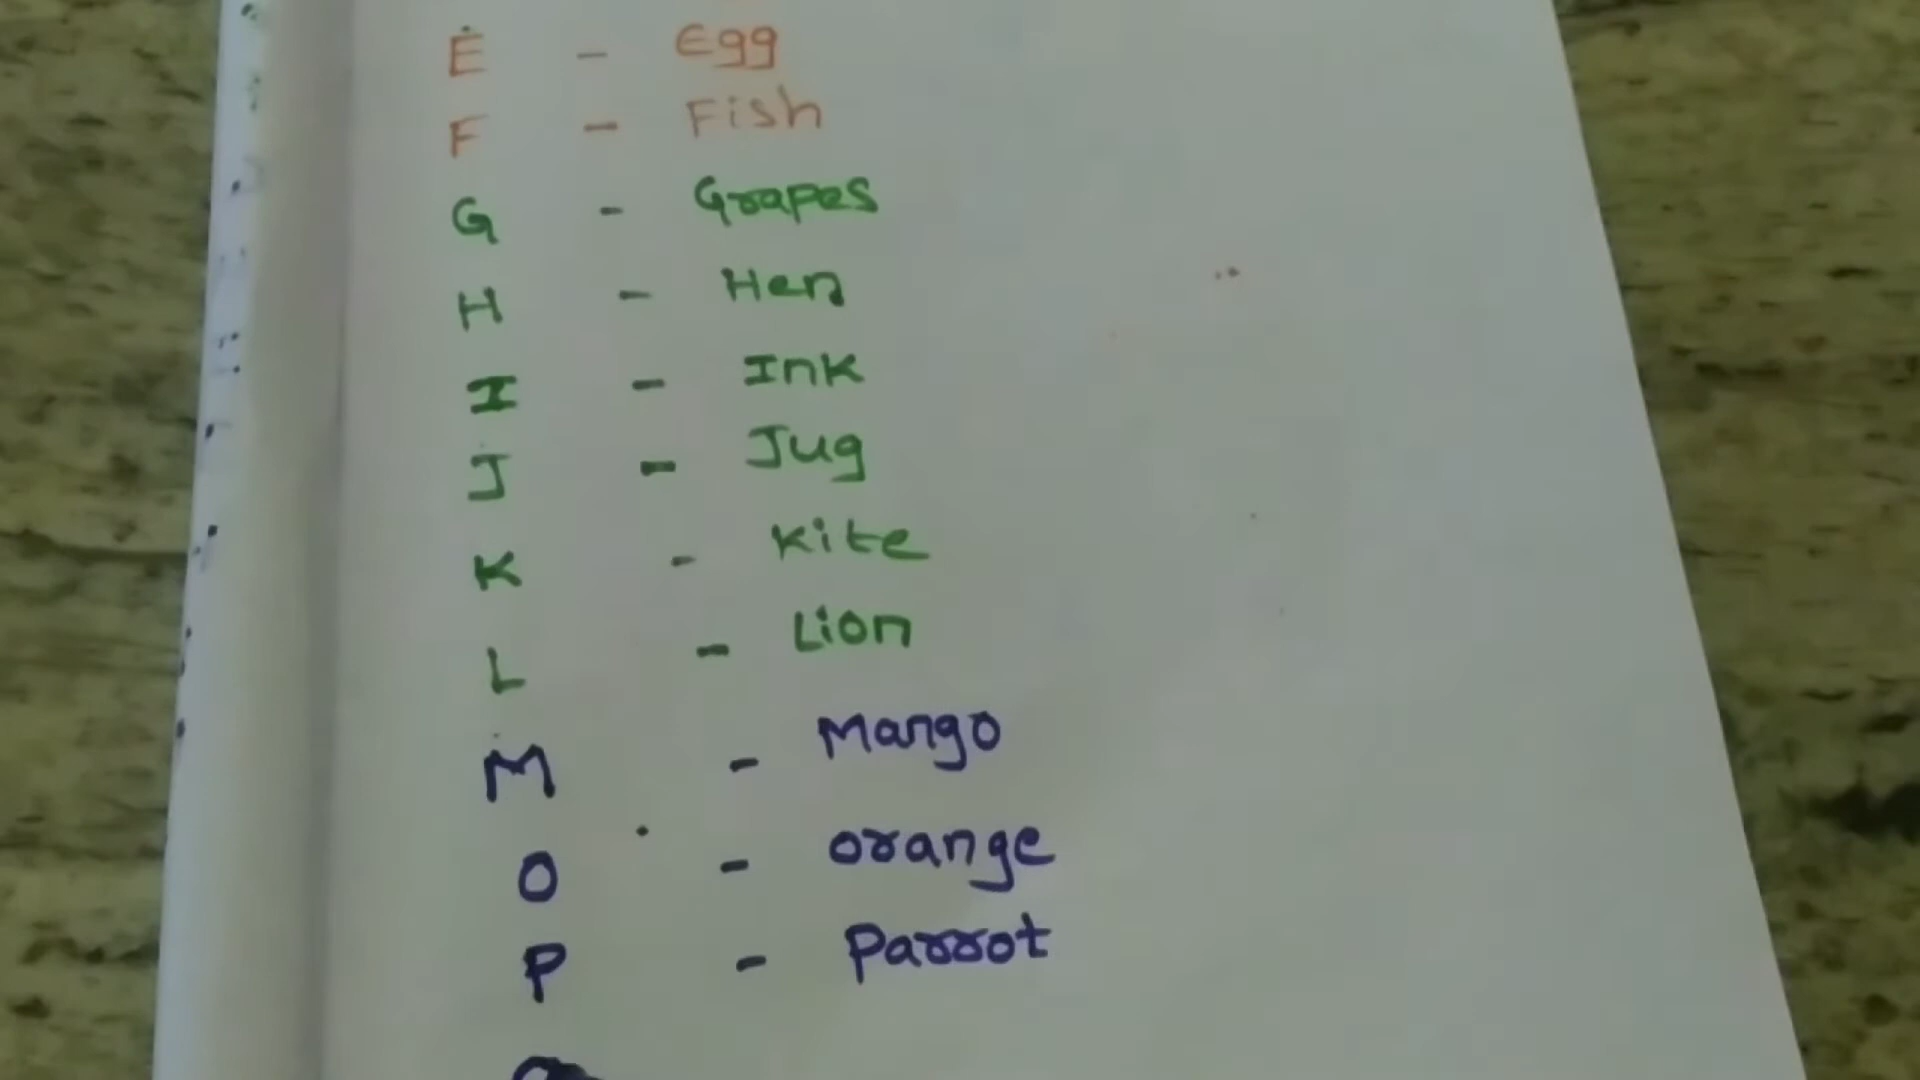 E - Egg
F - Fish
G - Grapes
H - Hen
I - Ink
J - Jug
K - Kite
L - Lion
M - Mango
O - orange
P - Parrot